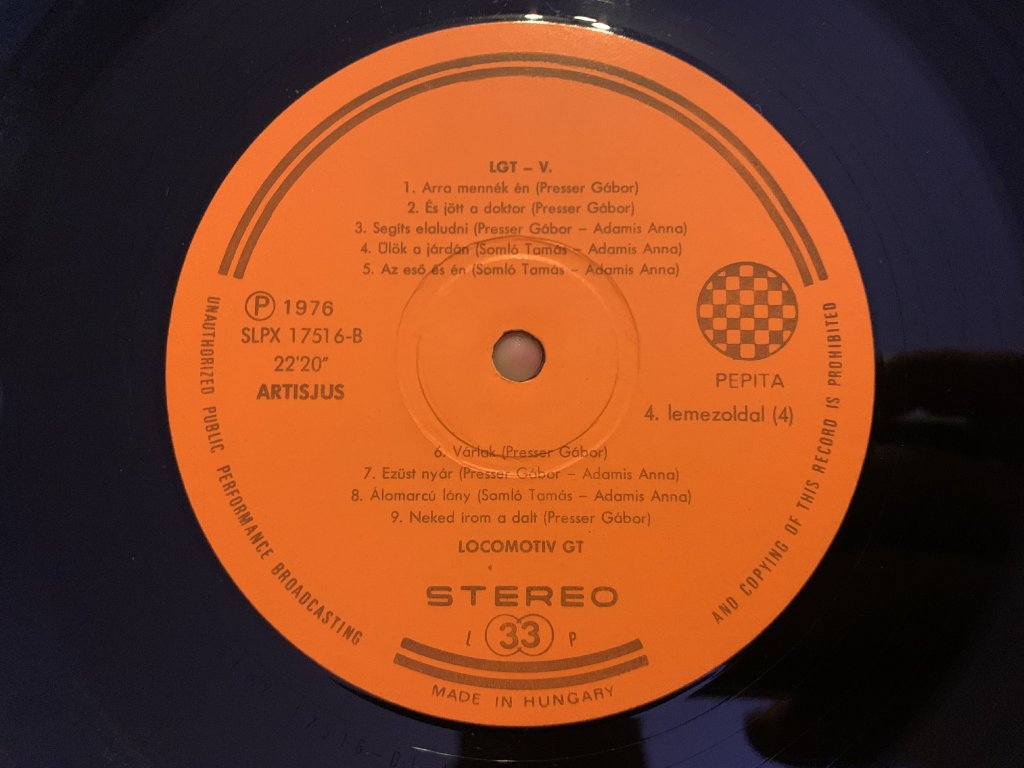 LGT – V.
1. Arra mennék én (Presser Gábor)
2. És jött a doktor (Presser Gábor)
3. Segíts elaludni (Presser Gábor – Adamis Anna)
4. Ülök a járdán (Somló Tamás – Adamis Anna)
5. Az eső és én (Somló Tamás – Adamis Anna)
Ⓟ 1976
SLPX 17516-B
22'20"
ARTISJUS
PEPITA
4. lemezoldal (4)
6. Várlak (Presser Gábor)
7. Ezüst nyár (Presser Gábor – Adamis Anna)
8. Álomarcú lány (Somló Tamás – Adamis Anna)
9. Neked írom a dalt (Presser Gábor)
LOCOMOTIV GT
STEREO
L 33 P
UNAUTHORIZED PUBLIC PERFORMANCE BROADCASTING
AND COPYING OF THIS RECORD IS PROHIBITED
MADE IN HUNGARY